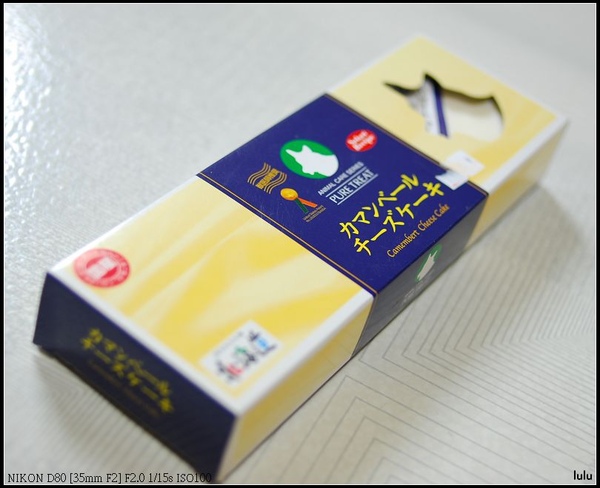 ANIMAL CAKE SERIES
PURE TREAT
カマンベール
チーズケーキ
Camembert Cheese Cake
カマンベール
チーズケーキ
NIKON D80 [35mm F2] F2.0 1/15s ISO100
lulu